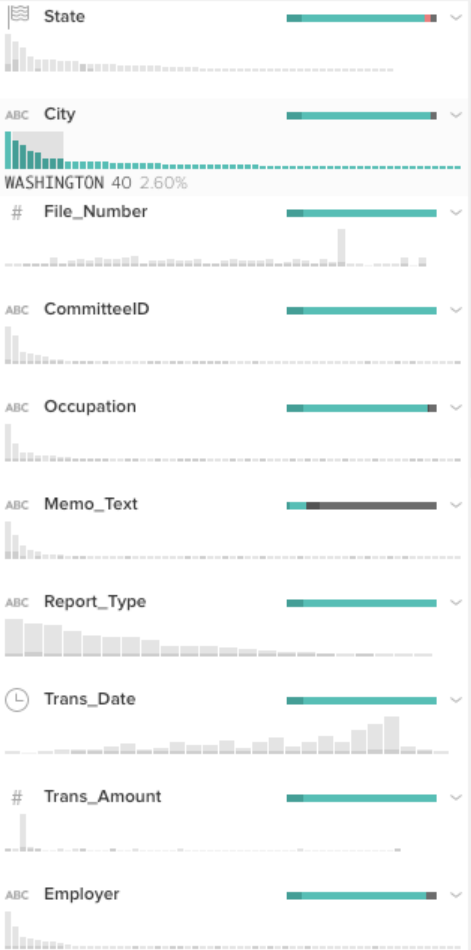 State
ABC City
WASHINGTON 40 2.60%
# File_Number
ABC CommitteeID
ABC Occupation
ABC Memo_Text
ABC Report_Type
Trans_Date
# Trans_Amount
ABC Employer